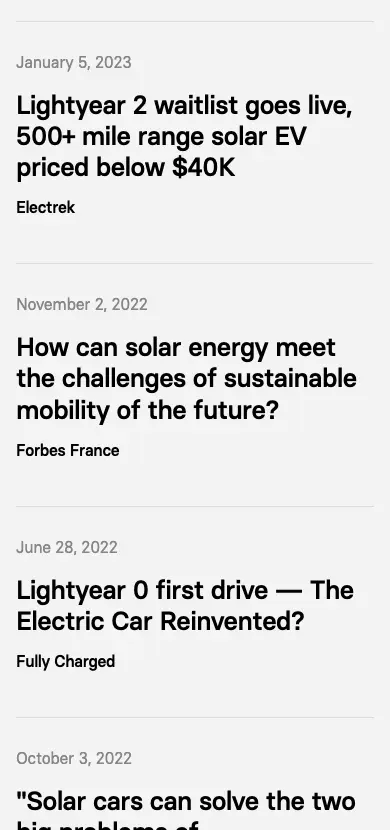 January 5, 2023
Lightyear 2 waitlist goes live,
500+ mile range solar EV
priced below $40K
Electrek
November 2, 2022
How can solar energy meet
the challenges of sustainable
mobility of the future?
Forbes France
June 28, 2022
Lightyear 0 first drive — The
Electric Car Reinvented?
Fully Charged
October 3, 2022
"Solar cars can solve the two
big problems of